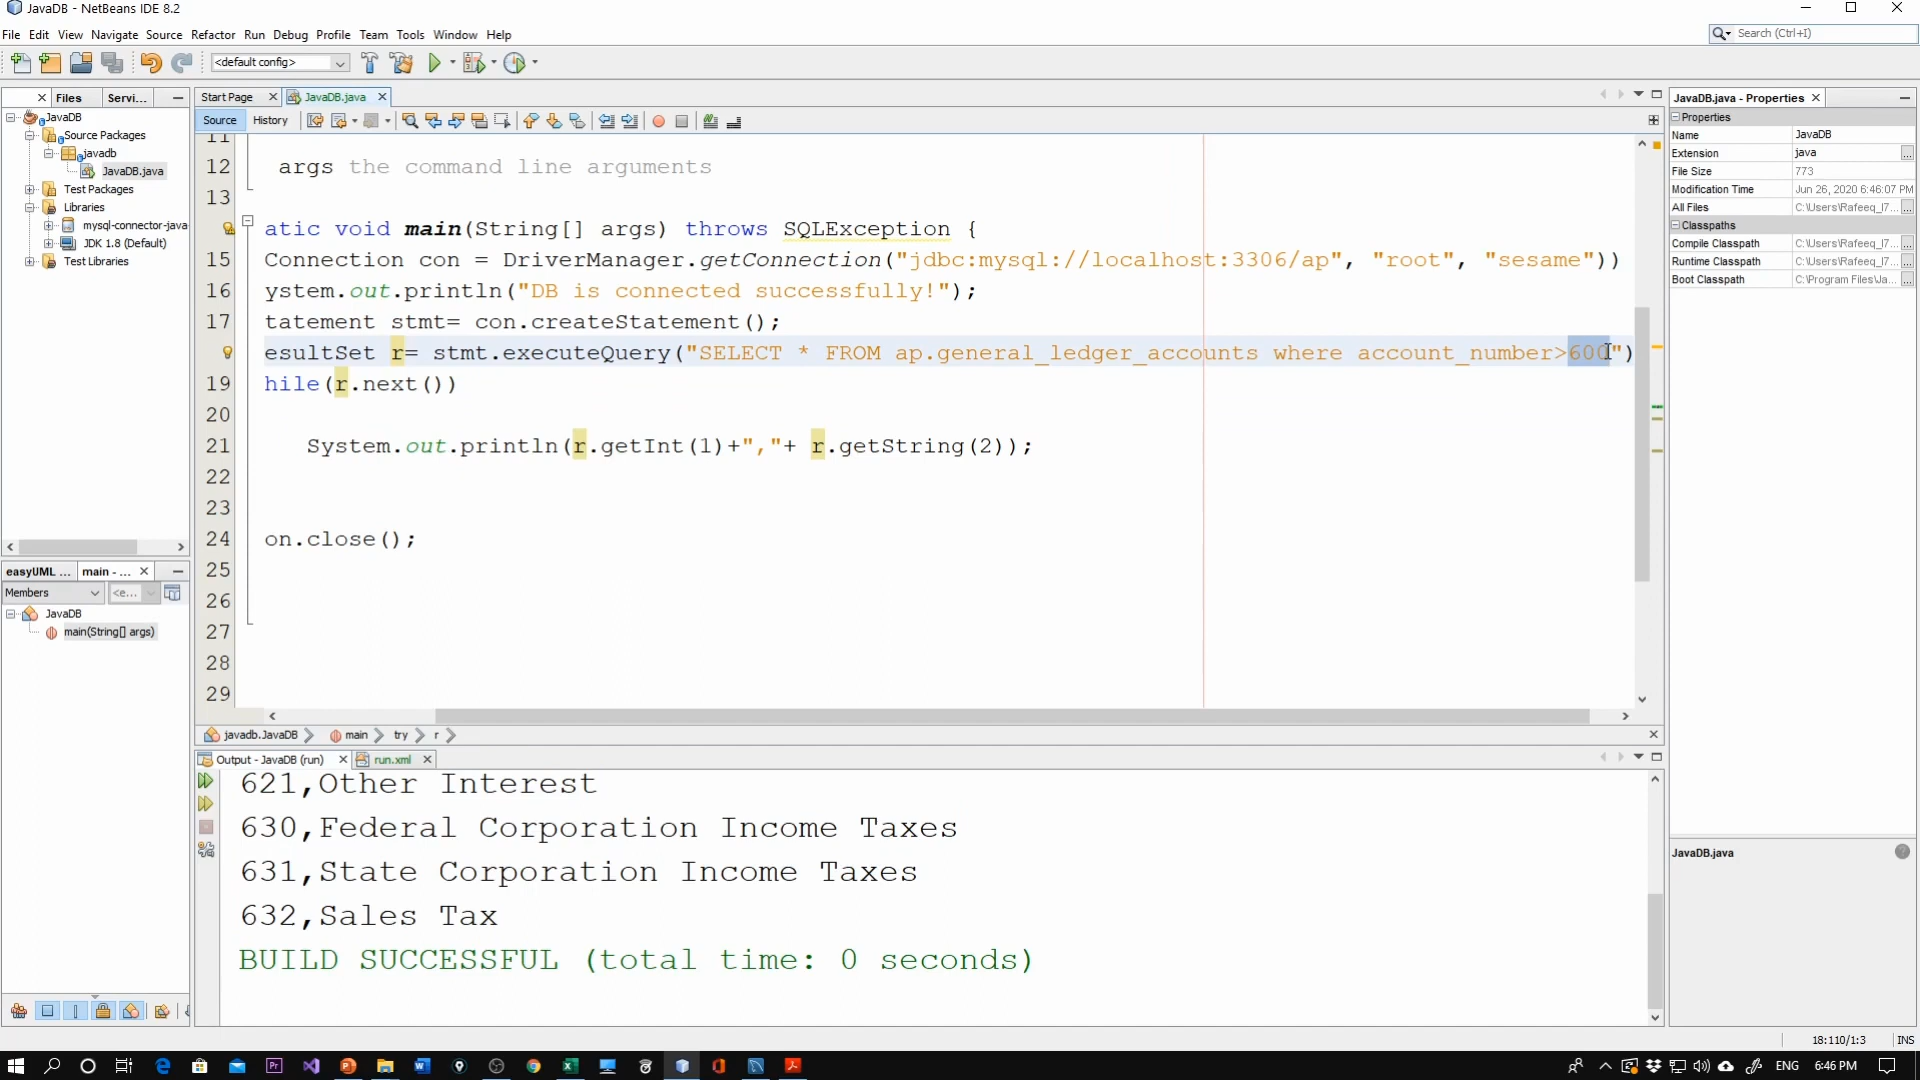 JavaDB - NetBeans IDE 8.2
File Edit View Navigate Source Refactor Run Debug Profile Team Tools Window Help
Search (Ctrl+I)
<default config>
Files Servi...
Start Page JavaDB.java
JavaDB.java - Properties
JavaDB
Source Packages
javadb
JavaDB.java
Test Packages
Libraries
mysql-connector-java-
JDK 1.8 (Default)
Test Libraries
Source History
11
12 args the command line arguments
13
atic void main(String[] args) throws SQLException {
15 Connection con = DriverManager.getConnection("jdbc:mysql://localhost:3306/ap", "root", "sesame"))
16 ystem.out.println("DB is connected successfully!");
17 tatement stmt= con.createStatement();
esultSet r= stmt.executeQuery("SELECT * FROM ap.general_ledger_accounts where account_number>600")
19 hile(r.next())
20
21 System.out.println(r.getInt(1)+","+ r.getString(2));
22
23
24 on.close();
25
26
27
28
29
Properties
Name JavaDB
Extension java
File Size 773
Modification Time Jun 26, 2020 6:46:07 PM
All Files C:\Users\Rafeeq_I7...
Classpaths
Compile Classpath C:\Users\Rafeeq_I7...
Runtime Classpath C:\Users\Rafeeq_I7...
Boot Classpath C:\Program Files\Ja...
easyUML ... main - ...
Members <e...
JavaDB
main(String[] args)
javadb.JavaDB main try r
Output - JavaDB (run) run.xml
621,Other Interest
630,Federal Corporation Income Taxes
631,State Corporation Income Taxes
632,Sales Tax
BUILD SUCCESSFUL (total time: 0 seconds)
JavaDB.java
18:110/1:3 INS
ENG 6:46 PM